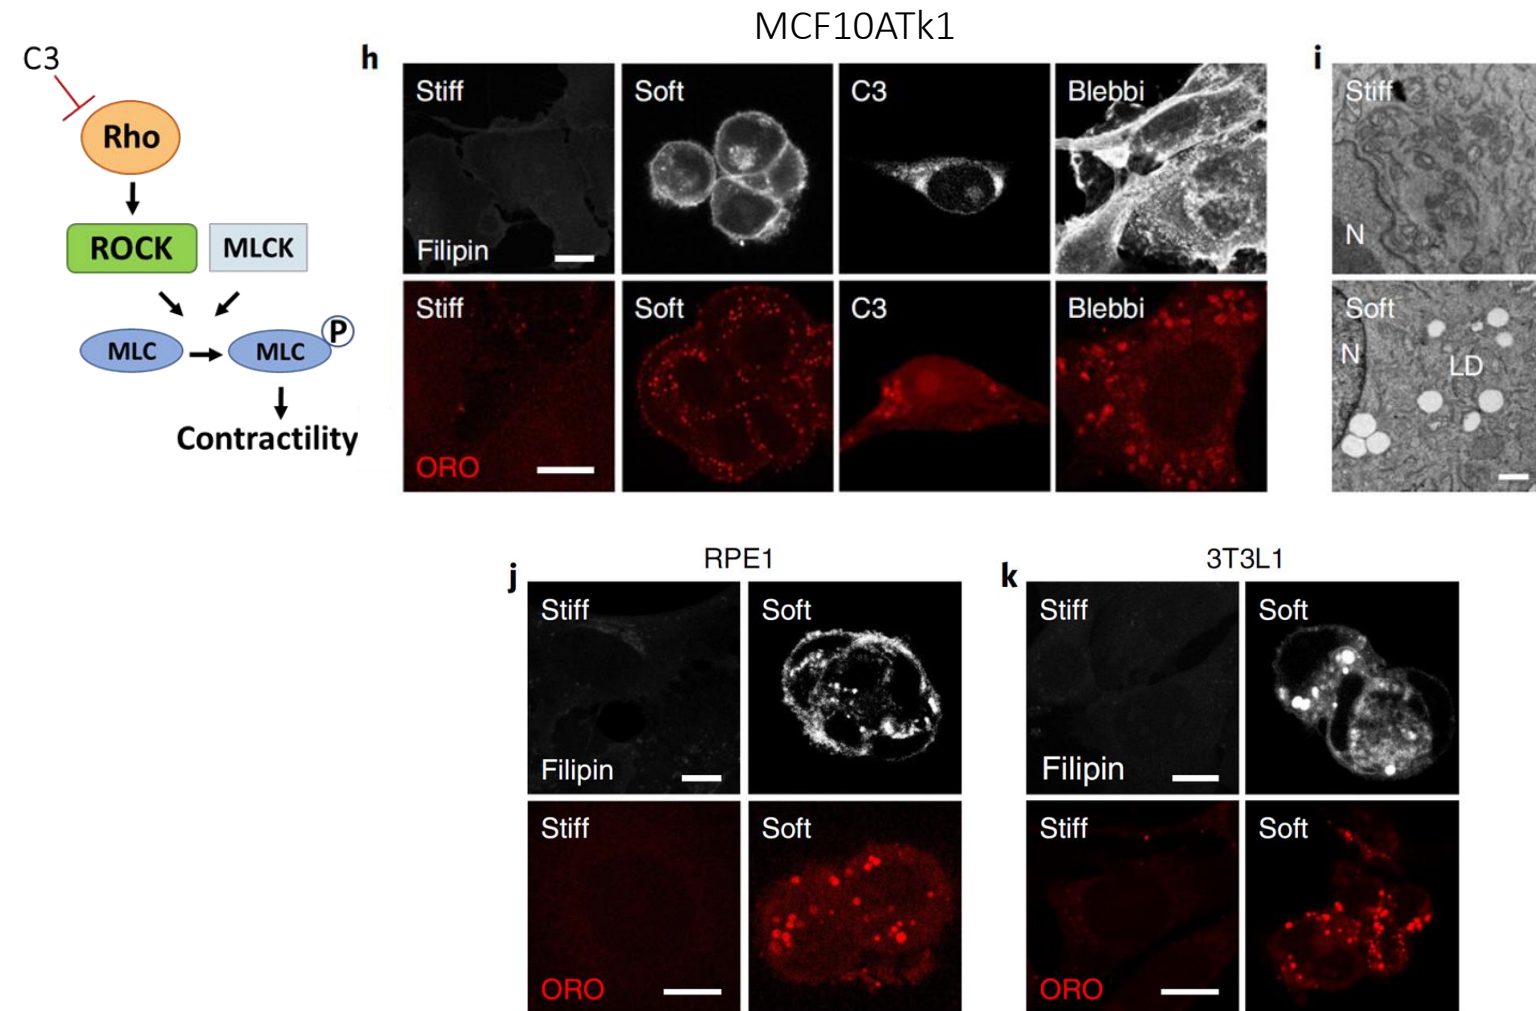 MCF10ATk1
C3
Rho
ROCK
MLCK
MLC
MLC
P
Contractility
h
Stiff
Filipin
Soft
C3
Blebbi
Stiff
ORO
Soft
C3
Blebbi
i
Stiff
N
Soft
N
LD
j
RPE1
Stiff
Filipin
Soft
Stiff
ORO
Soft
k
3T3L1
Stiff
Filipin
Soft
Stiff
ORO
Soft